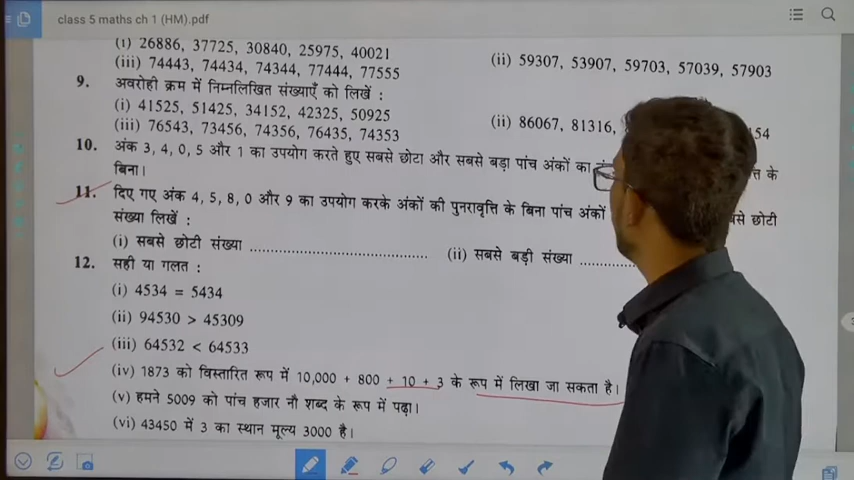 class 5 maths ch 1 (HM).pdf
(i) 26886, 37725, 30840, 25975, 40021
(ii) 59307, 53907, 59703, 57039, 57903
(iii) 74443, 74434, 74344, 77444, 77555
9. अवरोही क्रम में निम्नलिखित संख्याएँ को लिखें :
(i) 41525, 51425, 34152, 42325, 50925
(ii) 86067, 81316,
(iii) 76543, 73456, 74356, 76435, 74353
10. अंक 3, 4, 0, 5 और 1 का उपयोग करते हुए सबसे छोटा और सबसे बड़ा पांच अंकों का के
बिना।
11. दिए गए अंक 4, 5, 8, 0 और 9 का उपयोग करके अंकों की पुनरावृत्ति के बिना पांच अंकों छोटी
संख्या लिखें :
(i) सबसे छोटी संख्या ............................................
(ii) सबसे बड़ी संख्या ..............
12. सही या गलत :
(i) 4534 = 5434
(ii) 94530 > 45309
(iii) 64532 < 64533
(iv) 1873 को विस्तारित रूप में 10,000 + 800 + 10 + 3 के रूप में लिखा जा सकता है।
(v) हमने 5009 को पांच हजार नौ शब्द के रूप में पढ़ा।
(vi) 43450 में 3 का स्थान मूल्य 3000 है।